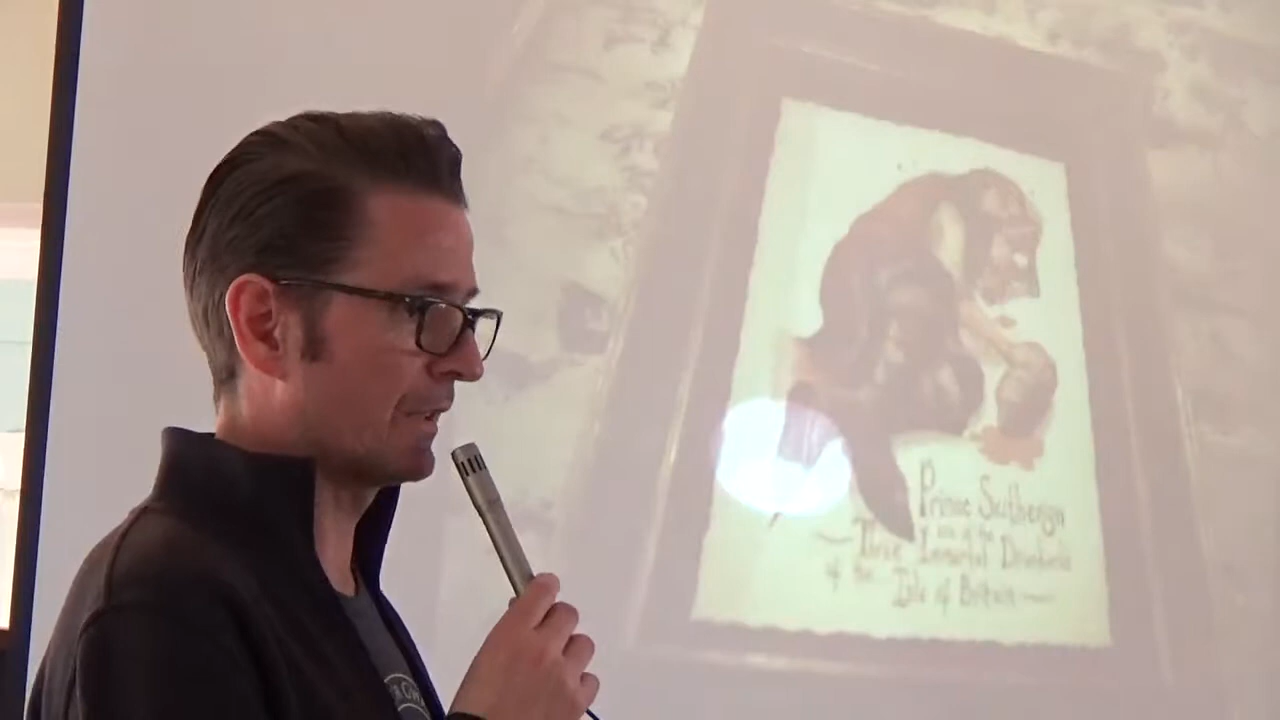 Prince Seithenyn
one of the
Three Immortal Drunkards
of the Isle of Britain